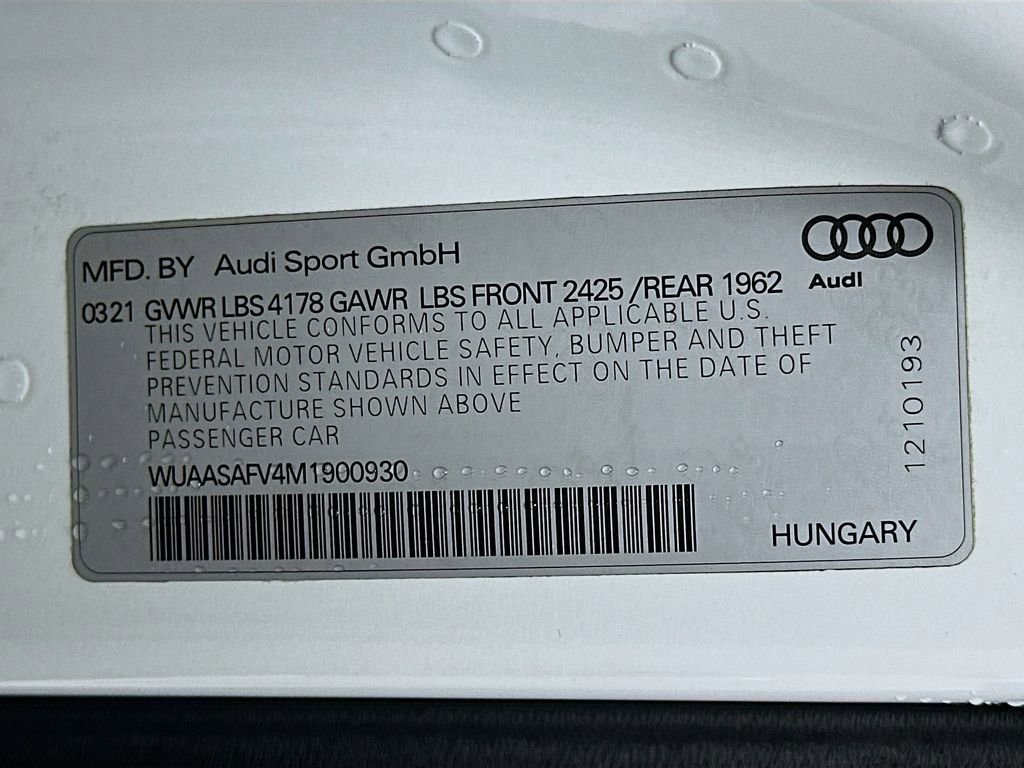 MFD. BY Audi Sport GmbH
Audi
0321 GVWR LBS 4178 GAWR LBS FRONT 2425 /REAR 1962
THIS VEHICLE CONFORMS TO ALL APPLICABLE U.S.
FEDERAL MOTOR VEHICLE SAFETY, BUMPER AND THEFT
PREVENTION STANDARDS IN EFFECT ON THE DATE OF
MANUFACTURE SHOWN ABOVE
PASSENGER CAR
WUAASAFV4M1900930
HUNGARY
1210193